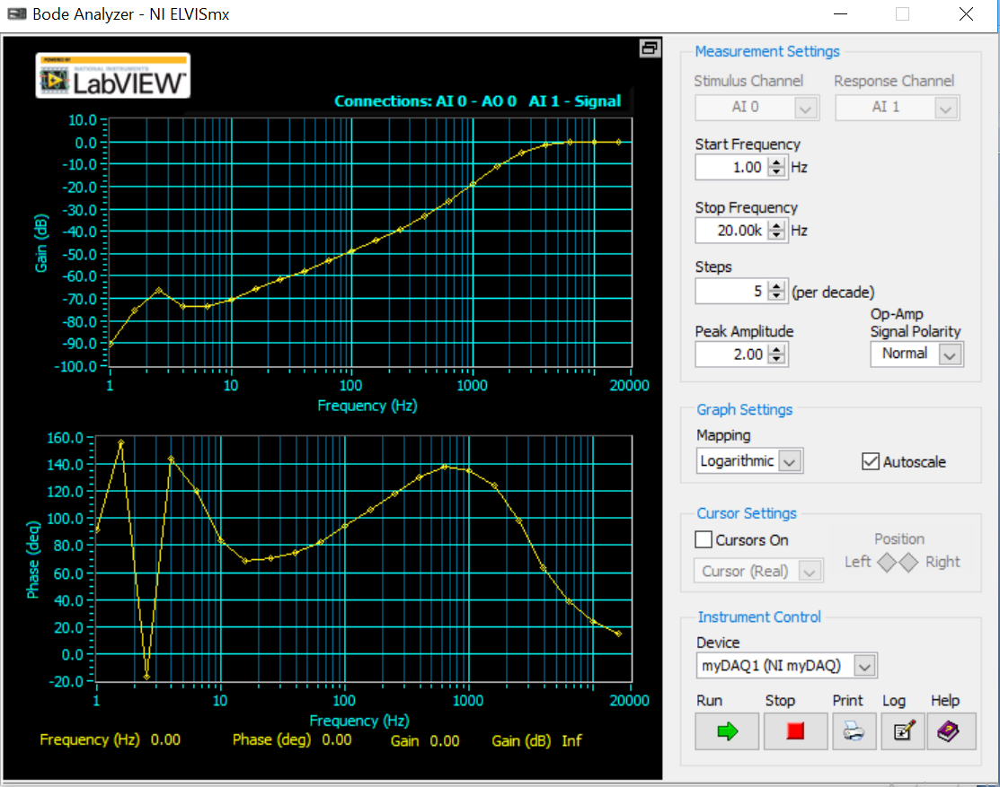 Bode Analyzer - NI ELVISmx
POWERED BY
NATIONAL INSTRUMENTS
LabVIEW™
Connections: AI 0 - AO 0 AI 1 - Signal
10.0
0.0
-10.0
-20.0
-30.0
-40.0
-50.0
-60.0
-70.0
-80.0
-90.0
-100.0
Gain (dB)
1 10 100 1000 20000
Frequency (Hz)
160.0
140.0
120.0
100.0
80.0
60.0
40.0
20.0
0.0
-20.0
Phase (deg)
1 10 100 1000 20000
Frequency (Hz)
Frequency (Hz) 0.00 Phase (deg) 0.00 Gain 0.00 Gain (dB) Inf
Measurement Settings
Stimulus Channel Response Channel
AI 0 AI 1
Start Frequency
1.00 Hz
Stop Frequency
20.00k Hz
Steps
5 (per decade)
Op-Amp
Peak Amplitude Signal Polarity
2.00 Normal
Graph Settings
Mapping
Logarithmic Autoscale
Cursor Settings
Cursors On Position
Left Right
Cursor (Real)
Instrument Control
Device
myDAQ1 (NI myDAQ)
Run Stop Print Log Help